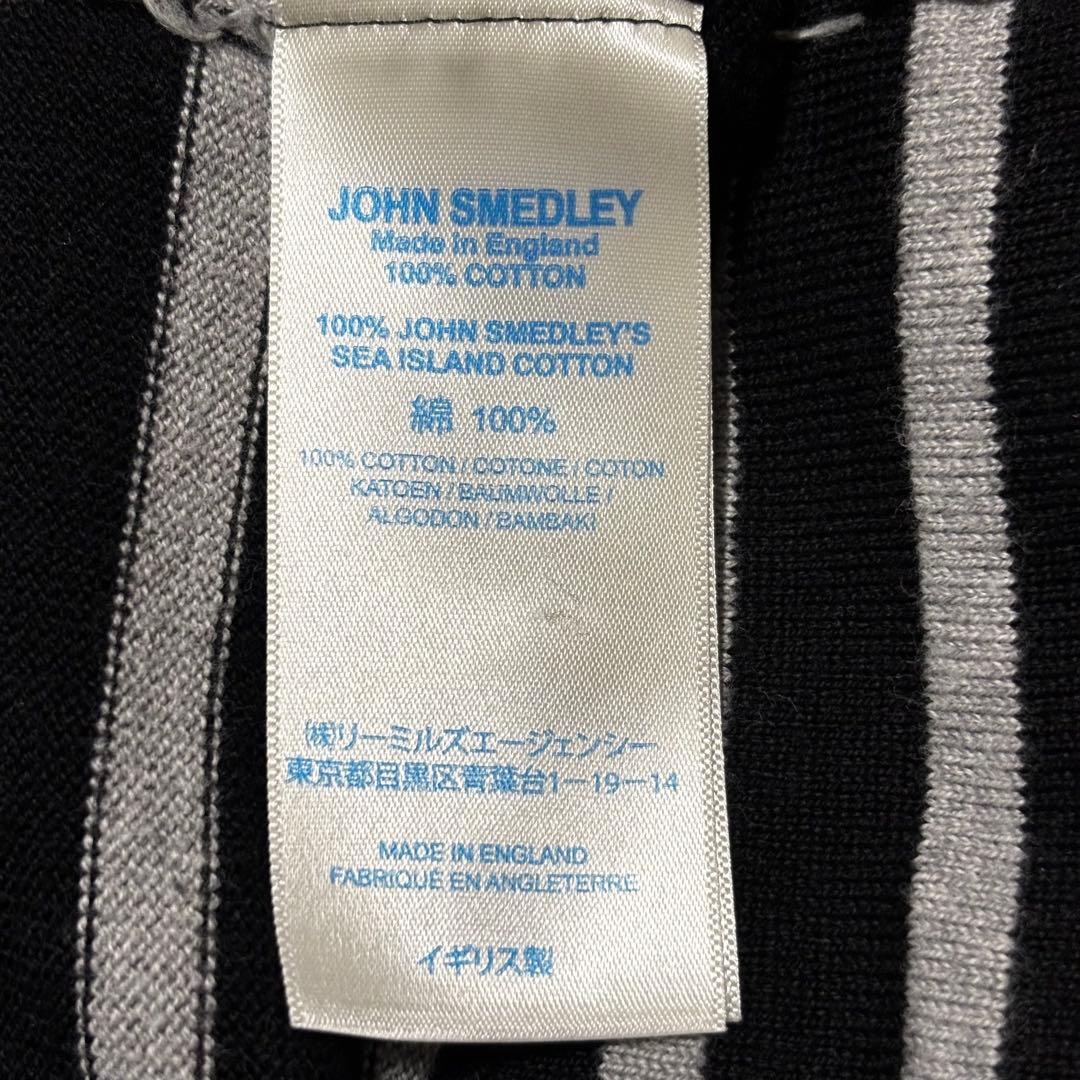 JOHN SMEDLEY
Made in England
100% COTTON
100% JOHN SMEDLEY'S
SEA ISLAND COTTON
綿 100%
100% COTTON / COTONE / COTON
KATOEN / BAUMWOLLE /
ALGODON / BAMBAKI
㈱リーミルズエージェンシー
東京都目黒区青葉台1-19-14
MADE IN ENGLAND
FABRIQUE EN ANGLETERRE
イギリス製